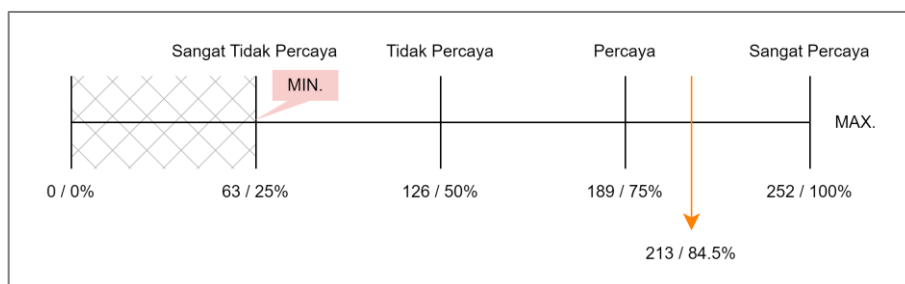 Sangat Tidak Percaya Tidak Percaya Percaya Sangat Percaya
MIN.
MAX.
0 / 0% 63 / 25% 126 / 50% 189 / 75% 252 / 100%
213 / 84.5%